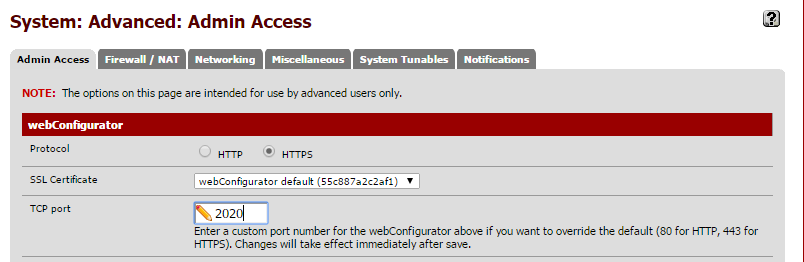 System: Advanced: Admin Access
?
Admin Access Firewall / NAT Networking Miscellaneous System Tunables Notifications
NOTE: The options on this page are intended for use by advanced users only.
webConfigurator
Protocol HTTP HTTPS
SSL Certificate webConfigurator default (55c887a2c2af1)
TCP port 2020
Enter a custom port number for the webConfigurator above if you want to override the default (80 for HTTP, 443 for
HTTPS). Changes will take effect immediately after save.